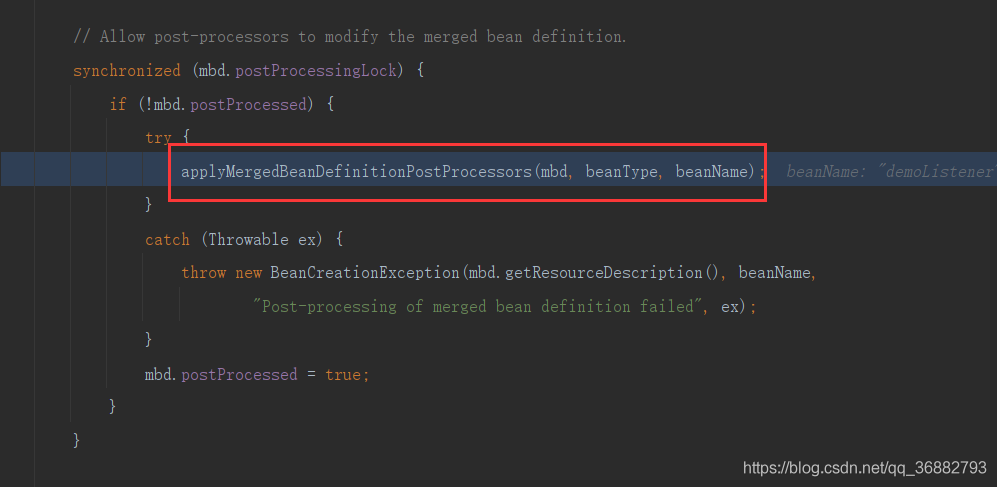 // Allow post-processors to modify the merged bean definition.
synchronized (mbd.postProcessingLock) {
if (!mbd.postProcessed) {
try {
applyMergedBeanDefinitionPostProcessors(mbd, beanType, beanName); beanName: "demoListener
}
catch (Throwable ex) {
throw new BeanCreationException(mbd.getResourceDescription(), beanName,
"Post-processing of merged bean definition failed", ex);
}
mbd.postProcessed = true;
}
}
https://blog.csdn.net/qq_36882793